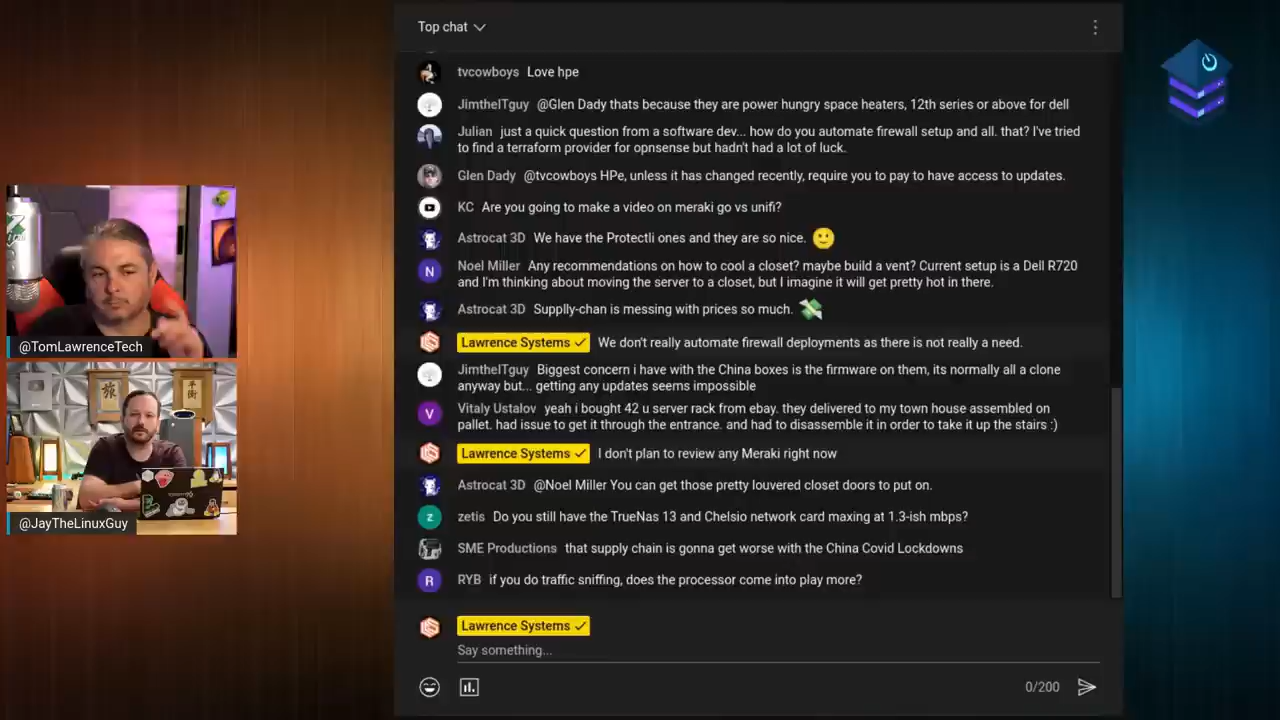 Top chat
tvcowboys Love hpe
JimtheITguy @Glen Dady thats because they are power hungry space heaters, 12th series or above for dell
Julian just a quick question from a software dev... how do you automate firewall setup and all. that? I've tried
to find a terraform provider for opnsense but hadn't had a lot of luck.
Glen Dady @tvcowboys HPe, unless it has changed recently, require you to pay to have access to updates.
KC Are you going to make a video on meraki go vs unifi?
Astrocat 3D We have the Protectli ones and they are so nice.
N
Noel Miller Any recommendations on how to cool a closet? maybe build a vent? Current setup is a Dell R720
and I'm thinking about moving the server to a closet, but I imagine it will get pretty hot in there.
Astrocat 3D Supplly-chan is messing with prices so much.
Lawrence Systems We don't really automate firewall deployments as there is not really a need.
@TomLawrenceTech
JimtheITguy Biggest concern i have with the China boxes is the firmware on them, its normally all a clone
anyway but... getting any updates seems impossible
V
Vitaly Ustalov yeah i bought 42 u server rack from ebay. they delivered to my town house assembled on
pallet. had issue to get it through the entrance. and had to disassemble it in order to take it up the stairs :)
Lawrence Systems I don't plan to review any Meraki right now
Astrocat 3D @Noel Miller You can get those pretty louvered closet doors to put on.
z
zetis Do you still have the TrueNas 13 and Chelsio network card maxing at 1.3-ish mbps?
@JayTheLinuxGuy
SME Productions that supply chain is gonna get worse with the China Covid Lockdowns
R
RYB if you do traffic sniffing, does the processor come into play more?
Lawrence Systems
Say something...
0/200